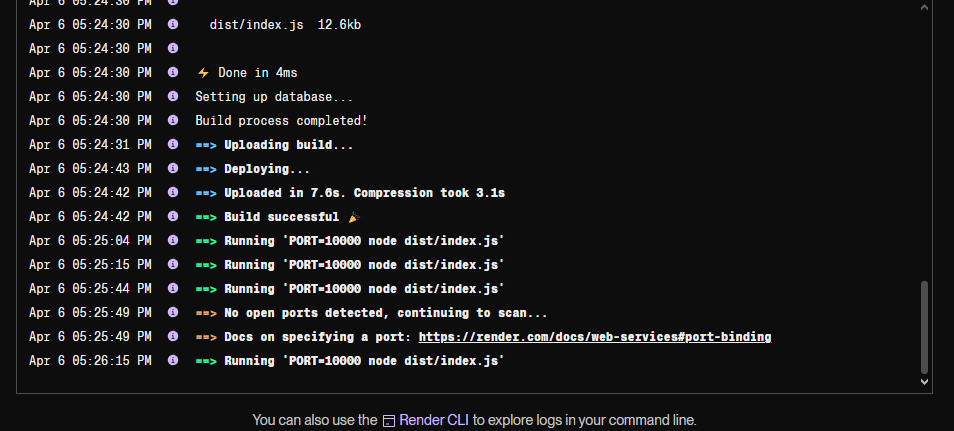 Apr 6 05:24:30 PM
Apr 6 05:24:30 PM dist/index.js 12.6kb
Apr 6 05:24:30 PM
Apr 6 05:24:30 PM ⚡ Done in 4ms
Apr 6 05:24:30 PM Setting up database...
Apr 6 05:24:30 PM Build process completed!
Apr 6 05:24:31 PM ==> Uploading build...
Apr 6 05:24:43 PM ==> Deploying...
Apr 6 05:24:42 PM ==> Uploaded in 7.6s. Compression took 3.1s
Apr 6 05:24:42 PM ==> Build successful 🎉
Apr 6 05:25:04 PM ==> Running 'PORT=10000 node dist/index.js'
Apr 6 05:25:15 PM ==> Running 'PORT=10000 node dist/index.js'
Apr 6 05:25:44 PM ==> Running 'PORT=10000 node dist/index.js'
Apr 6 05:25:49 PM ==> No open ports detected, continuing to scan...
Apr 6 05:25:49 PM ==> Docs on specifying a port: https://render.com/docs/web-services#port-binding
Apr 6 05:26:15 PM ==> Running 'PORT=10000 node dist/index.js'
You can also use the Render CLI to explore logs in your command line.